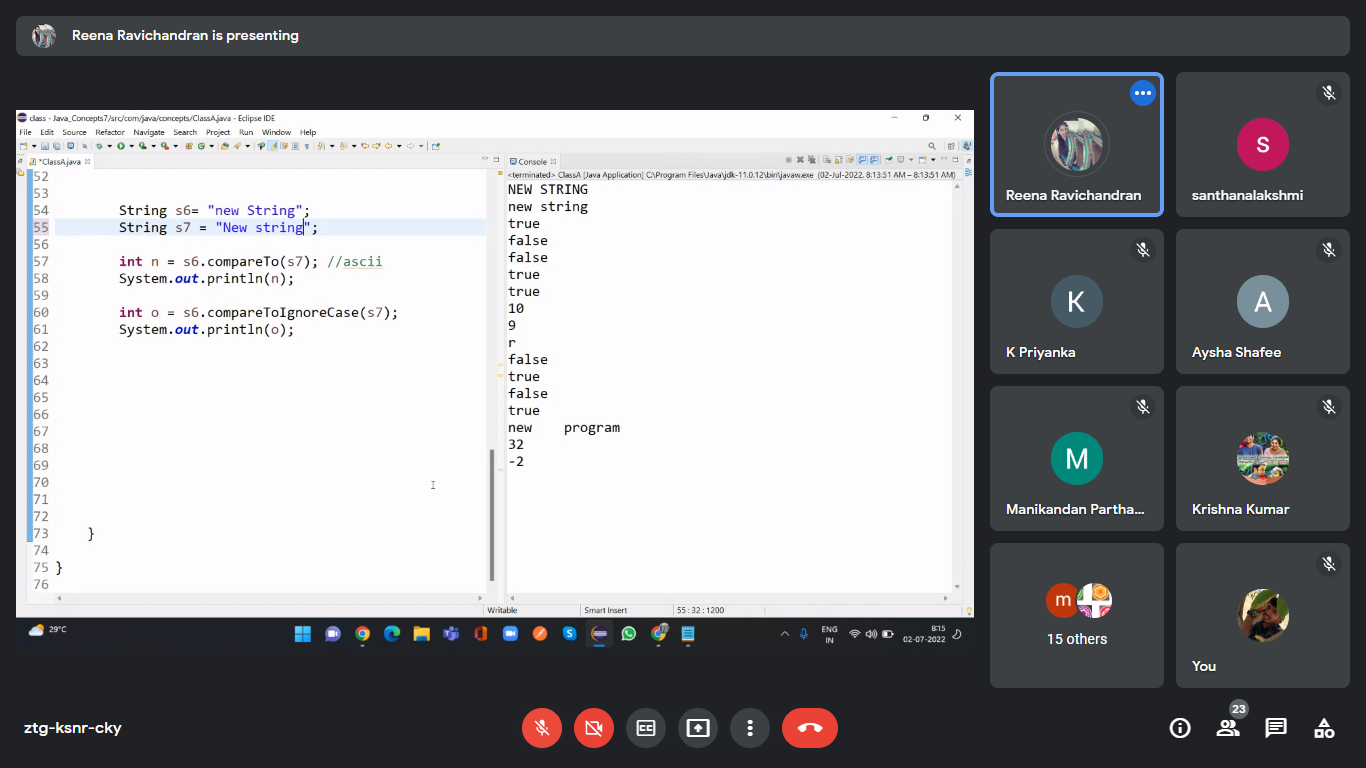 Reena Ravichandran is presenting
class - Java_Concepts7/src/com/java/concepts/ClassA.java - Eclipse IDE
File Edit Source Refactor Navigate Search Project Run Window Help
*ClassA.java
52
53
54 String s6= "new String";
55 String s7 = "New string";
56
57 int n = s6.compareTo(s7); //ascii
58 System.out.println(n);
59
60 int o = s6.compareToIgnoreCase(s7);
61 System.out.println(o);
62
63
64
65
66
67
68
69
70
71
72
73 }
74
75 }
76
Console
<terminated> ClassA [Java Application] C:\Program Files\Java\jdk-11.0.12\bin\javaw.exe (02-Jul-2022, 8:13:51 AM – 8:13:51 AM)
NEW STRING
new string
true
false
false
true
true
10
9
r
false
true
false
true
new    program
32
-2
Writable Smart Insert 55 : 32 : 1200
29°C
ENG
IN
8:15
02-07-2022
Reena Ravichandran
s
santhanalakshmi
K
K Priyanka
A
Aysha Shafee
M
Manikandan Partha...
Krishna Kumar
m
15 others
You
ztg-ksnr-cky
23